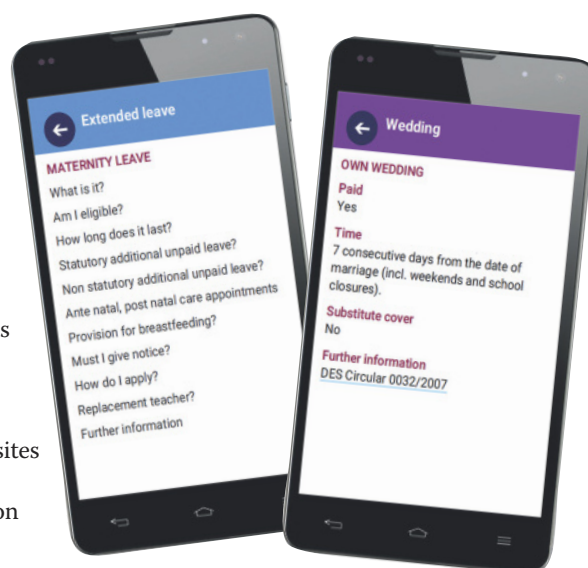 Extended leave
MATERNITY LEAVE
What is it?
Am I eligible?
How long does it last?
Statutory additional unpaid leave?
Non statutory additional unpaid leave?
Ante natal, post natal care appointments
Provision for breastfeeding?
Must I give notice?
How do I apply?
Replacement teacher?
Further information
Wedding
OWN WEDDING
Paid
Yes
Time
7 consecutive days from the date of
marriage (incl. weekends and school
closures).
Substitute cover
No
Further information
DES Circular 0032/2007
s
sites
on